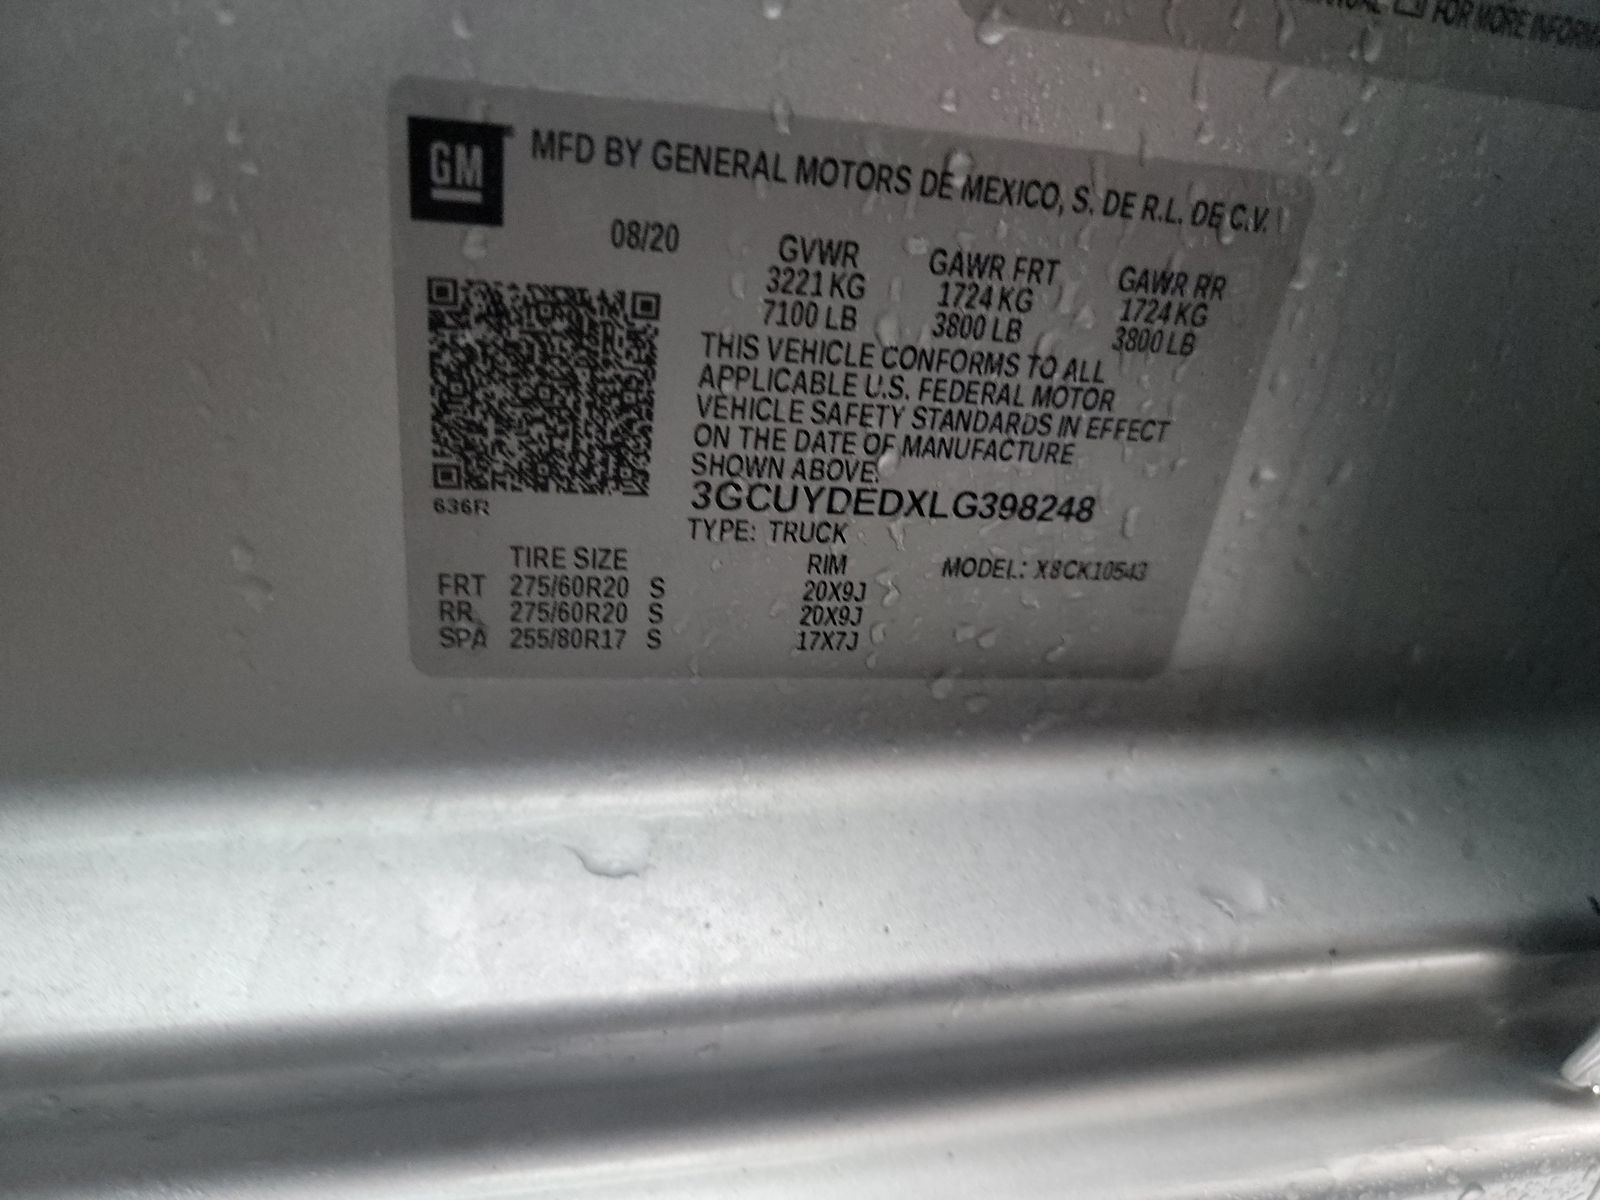 FOR MORE INFORMA
GM MFD BY GENERAL MOTORS DE MEXICO, S. DE R.L. DE C.V.
08/20
GVWR GAWR FRT GAWR RR
3221 KG 1724 KG 1724 KG
7100 LB 3800 LB 3800 LB
THIS VEHICLE CONFORMS TO ALL
APPLICABLE U.S. FEDERAL MOTOR
VEHICLE SAFETY STANDARDS IN EFFECT
ON THE DATE OF MANUFACTURE
SHOWN ABOVE.
3GCUYDEDXLG398248
636R
TYPE: TRUCK
TIRE SIZE RIM MODEL: X8CK10543
FRT 275/60R20 S 20X9J
RR 275/60R20 S 20X9J
SPA 255/80R17 S 17X7J